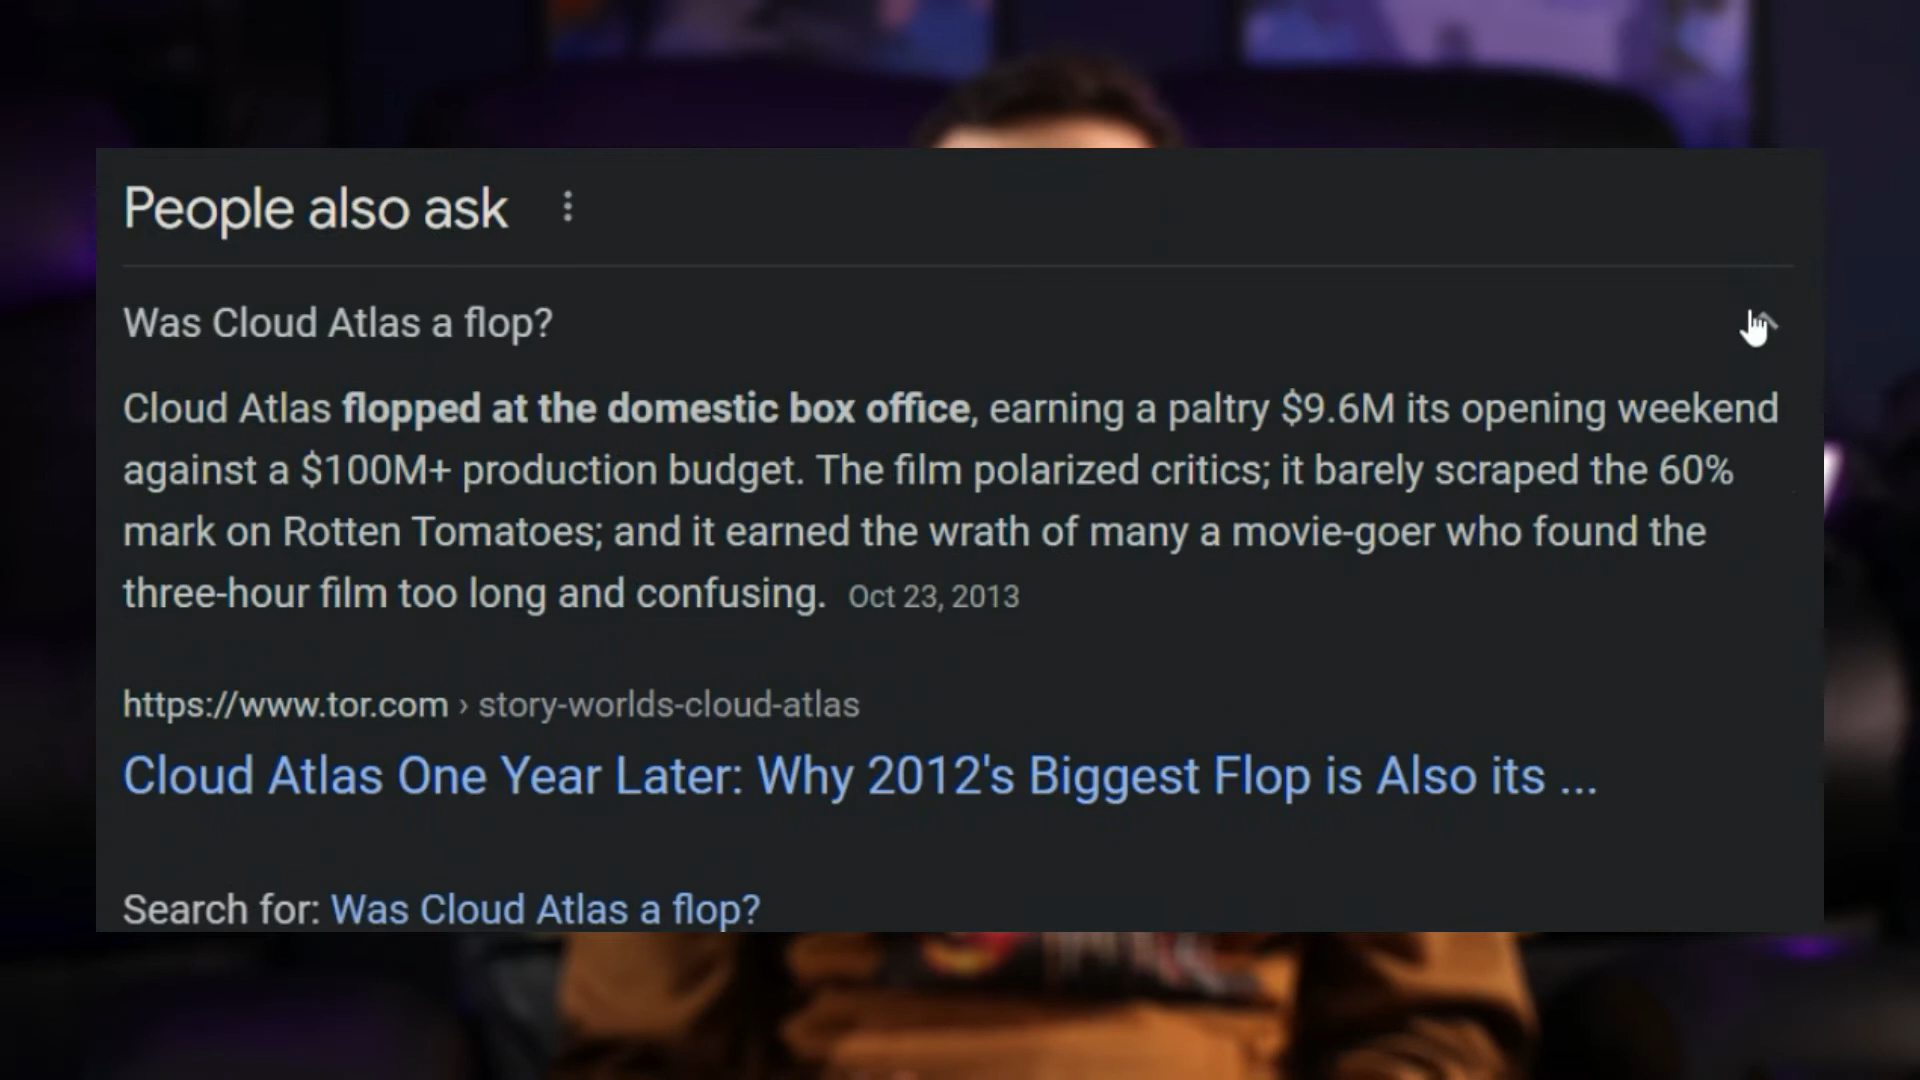 People also ask
Was Cloud Atlas a flop?
Cloud Atlas flopped at the domestic box office, earning a paltry $9.6M its opening weekend
against a $100M+ production budget. The film polarized critics; it barely scraped the 60%
mark on Rotten Tomatoes; and it earned the wrath of many a movie-goer who found the
three-hour film too long and confusing. Oct 23, 2013
https://www.tor.com › story-worlds-cloud-atlas
Cloud Atlas One Year Later: Why 2012's Biggest Flop is Also its ...
Search for: Was Cloud Atlas a flop?